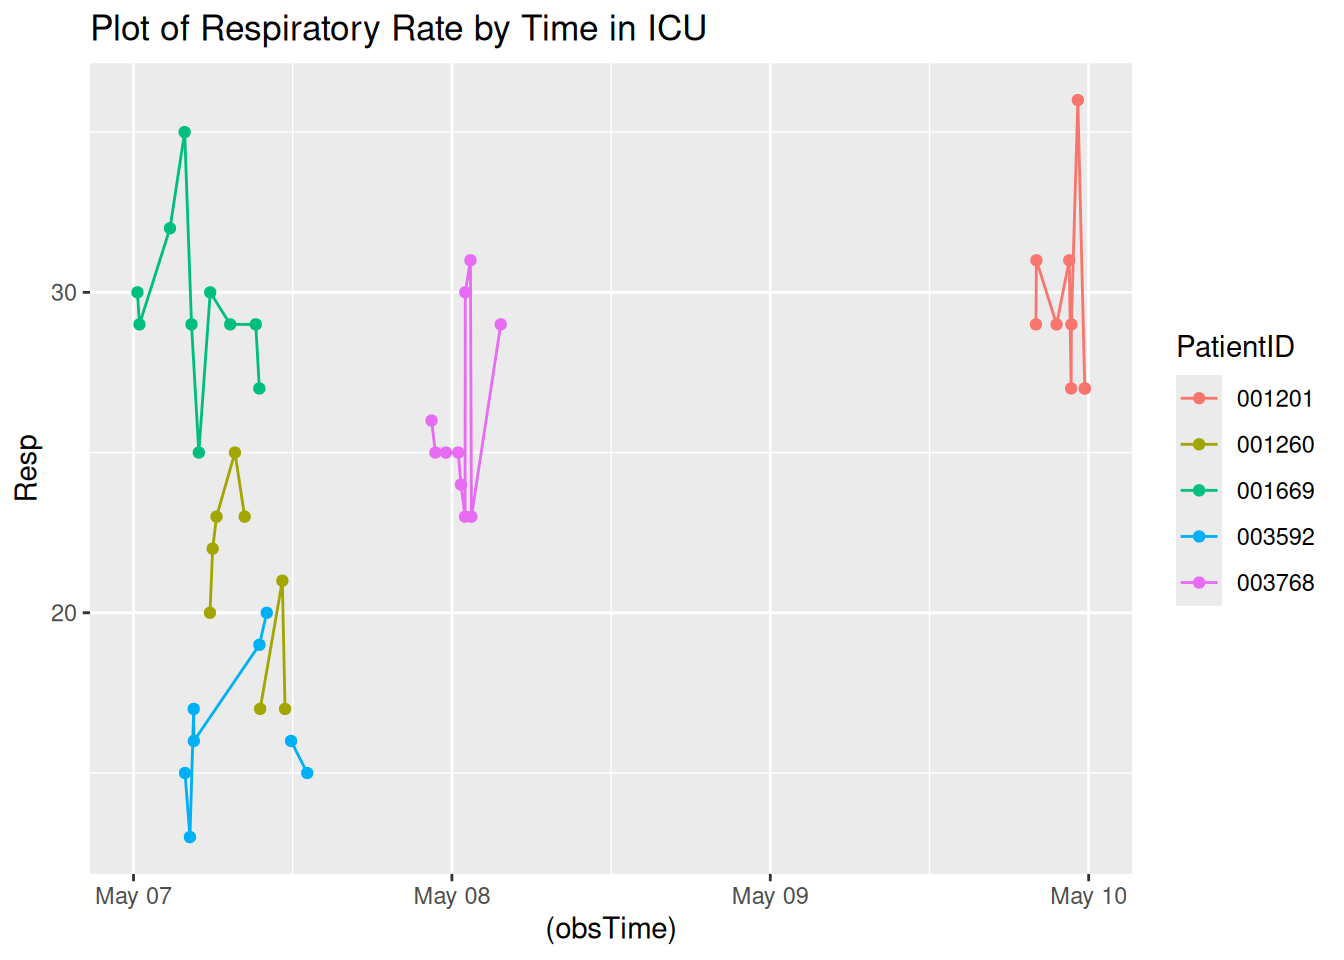 Plot of Respiratory Rate by Time in ICU
Resp
30
20
May 07
May 08
May 09
May 10
(obsTime)
PatientID
001201
001260
001669
003592
003768